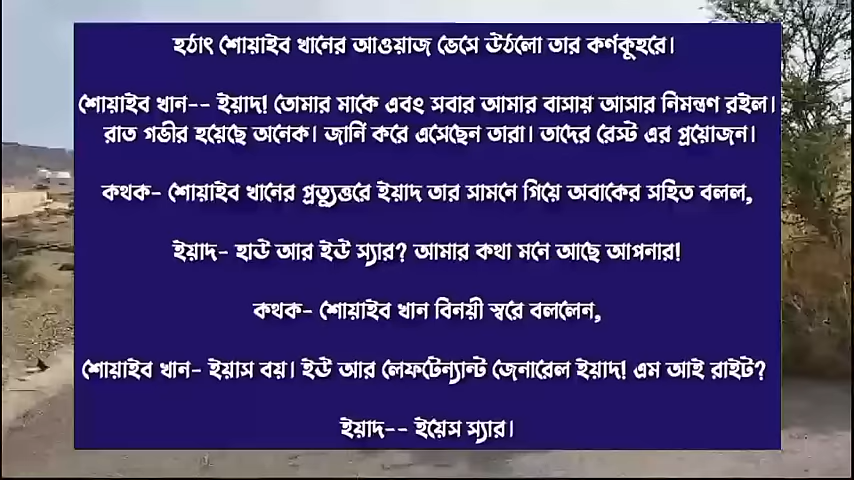 হঠাৎ শোয়াইব খানের আওয়াজ ভেসে উঠলো তার কর্ণকুহরে।
শোয়াইব খান-- ইয়াদ! তোমার মাকে এবং সবার আমার বাসায় আসার নিমন্ত্রণ রইল।
রাত গভীর হয়েছে অনেক। জার্নি করে এসেছেন তারা। তাদের রেস্ট এর প্রয়োজন।
কথক- শোয়াইব খানের প্রত্যুত্তরে ইয়াদ তার সামনে গিয়ে অবাকের সহিত বলল,
ইয়াদ- হাউ আর ইউ স্যার? আমার কথা মনে আছে আপনার!
কথক- শোয়াইব খান বিনয়ী স্বরে বললেন,
শোয়াইব খান- ইয়াস বয়। ইউ আর লেফটেন্যান্ট জেনারেল ইয়াদ! এম আই রাইট?
ইয়াদ-- ইয়েস স্যার।